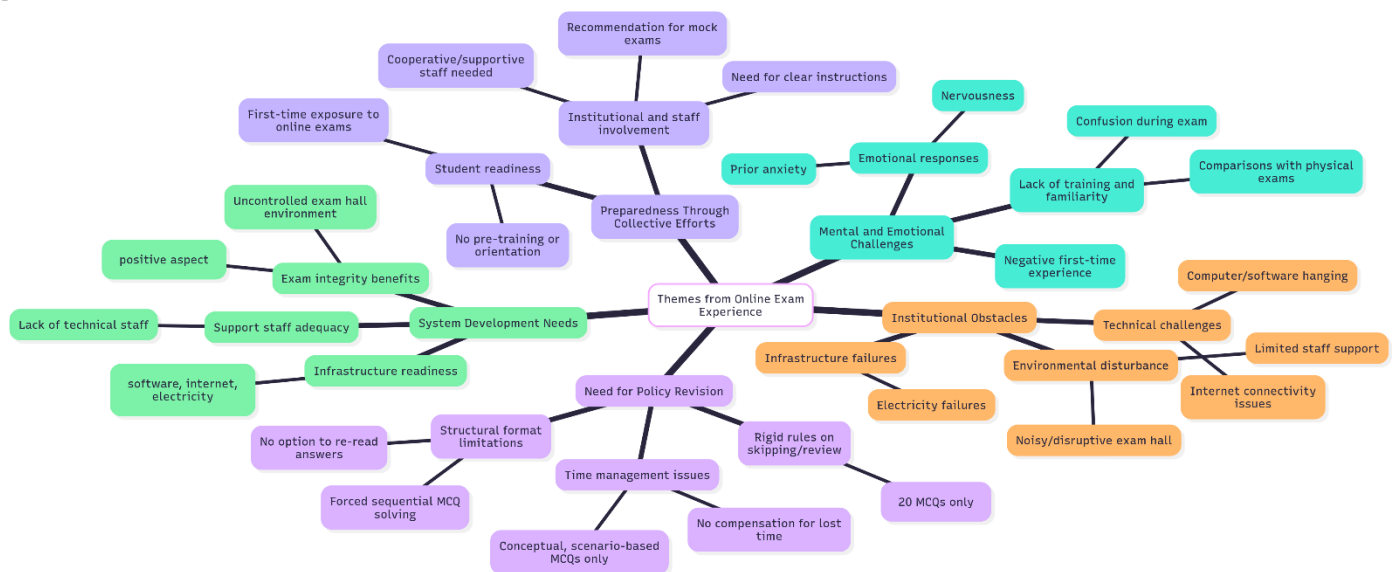 Themes from Online Exam
Experience
Preparedness Through
Collective Efforts
Institutional and staff
involvement
Cooperative/supportive
staff needed
Recommendation for mock
exams
Need for clear instructions
Student readiness
First-time exposure to
online exams
No pre-training or
orientation
Mental and Emotional
Challenges
Emotional responses
Nervousness
Prior anxiety
Lack of training and
familiarity
Confusion during exam
Comparisons with physical
exams
Negative first-time
experience
Institutional Obstacles
Technical challenges
Computer/software hanging
Internet connectivity
issues
Environmental disturbance
Limited staff support
Noisy/disruptive exam hall
Infrastructure failures
Electricity failures
Need for Policy Revision
Structural format
limitations
No option to re-read
answers
Forced sequential MCQ
solving
Time management issues
Conceptual, scenario-based
MCQs only
No compensation for lost
time
Rigid rules on
skipping/review
20 MCQs only
System Development Needs
Exam integrity benefits
Uncontrolled exam hall
environment
positive aspect
Support staff adequacy
Lack of technical staff
Infrastructure readiness
software, internet,
electricity